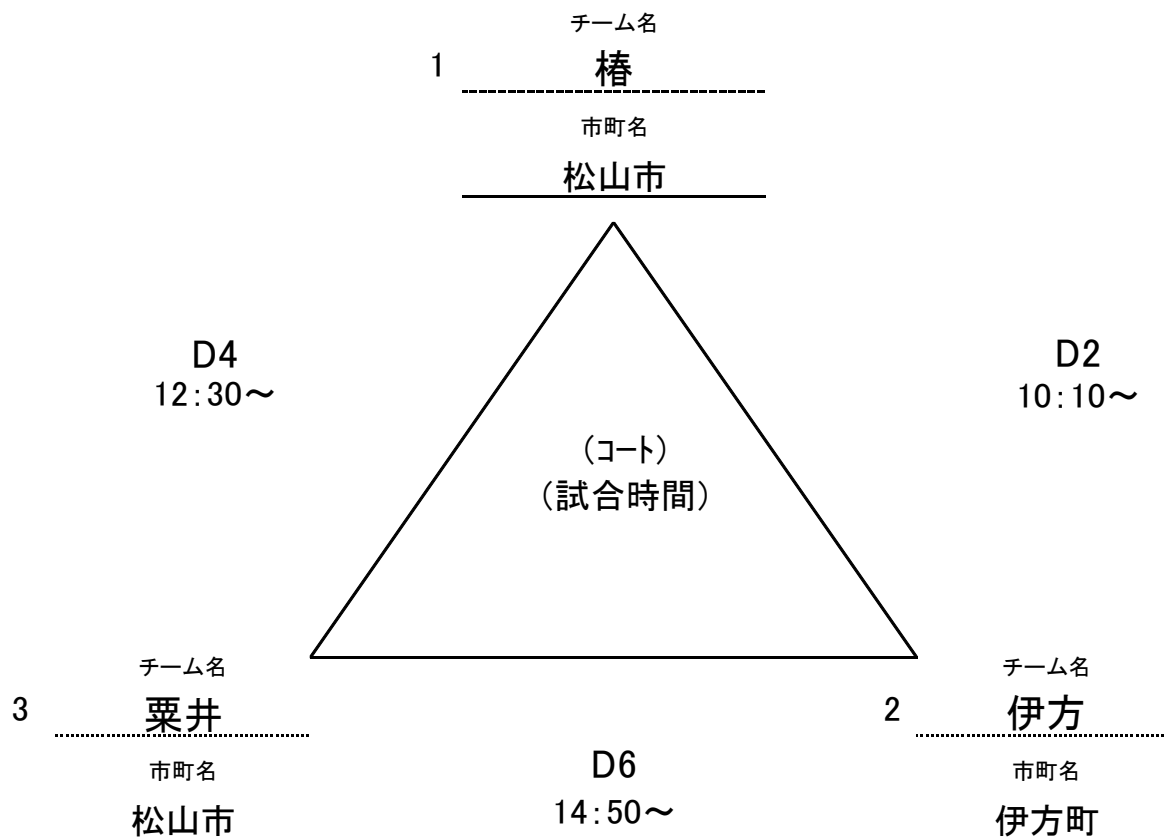 チーム名
1 椿
市町名
松山市
D4
12:30～
D2
10:10～
(コート)
(試合時間)
チーム名
3 粟井
市町名
松山市
チーム名
2 伊方
市町名
伊方町
D6
14:50～